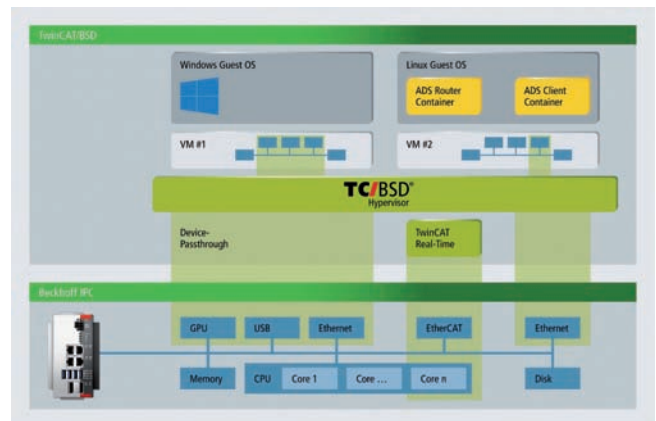 TwinCAT/BSD
Windows Guest OS
Linux Guest OS
ADS Router
Container
ADS Client
Container
VM #1
VM #2
TC/BSD®
Hypervisor
Device-
Passthrough
TwinCAT
Real-Time
Beckhoff IPC
GPU
USB
Ethernet
EtherCAT
Ethernet
Memory
CPU
Core 1
Core ...
Core n
Disk